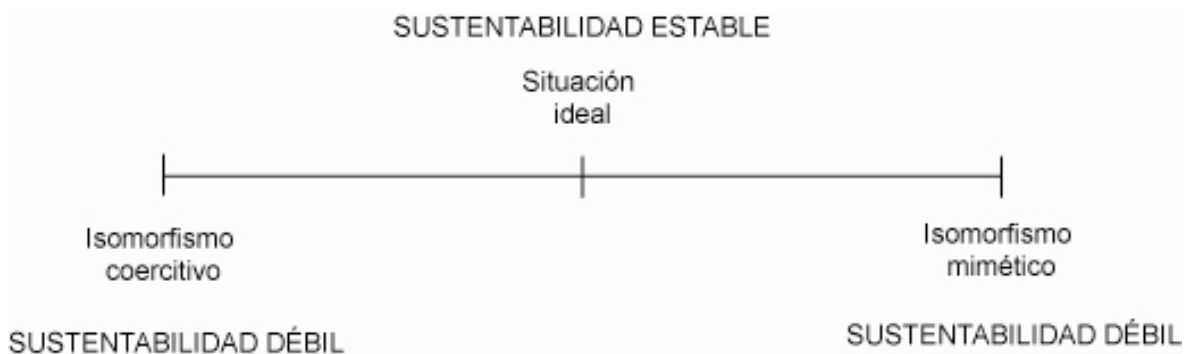 SUSTENTABILIDAD ESTABLE
Situación
ideal
Isomorfismo
coercitivo
Isomorfismo
mimético
SUSTENTABILIDAD DÉBIL
SUSTENTABILIDAD DÉBIL